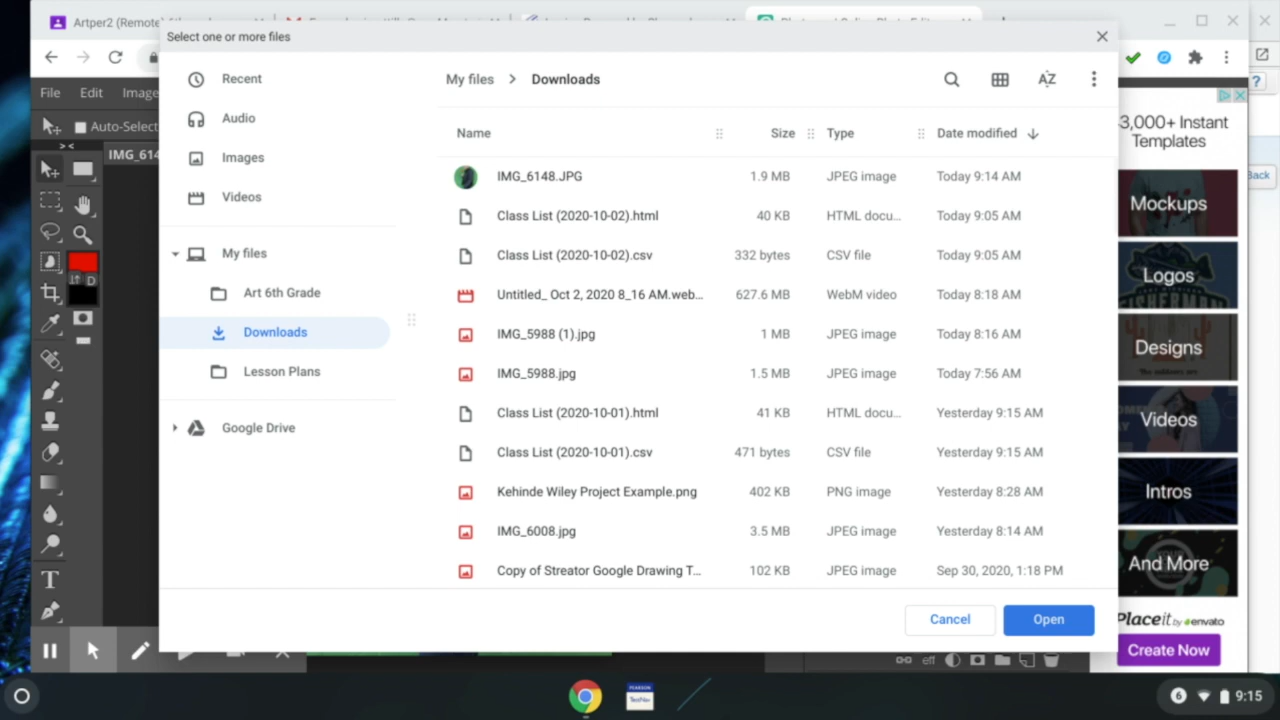 Artper2 (Remote)
Select one or more files
File Edit Image
Auto-Select
> <
IMG_614
D
Recent
Audio
Images
Videos
My files
Art 6th Grade
Downloads
Lesson Plans
Google Drive
My files > Downloads
AZ
Name Size Type Date modified
IMG_6148.JPG 1.9 MB JPEG image Today 9:14 AM
Class List (2020-10-02).html 40 KB HTML docu... Today 9:05 AM
Class List (2020-10-02).csv 332 bytes CSV file Today 9:05 AM
Untitled_ Oct 2, 2020 8_16 AM.web... 627.6 MB WebM video Today 8:18 AM
IMG_5988 (1).jpg 1 MB JPEG image Today 8:16 AM
IMG_5988.jpg 1.5 MB JPEG image Today 7:56 AM
Class List (2020-10-01).html 41 KB HTML docu... Yesterday 9:15 AM
Class List (2020-10-01).csv 471 bytes CSV file Yesterday 9:15 AM
Kehinde Wiley Project Example.png 402 KB PNG image Yesterday 8:28 AM
IMG_6008.jpg 3.5 MB JPEG image Yesterday 8:14 AM
Copy of Streator Google Drawing T... 102 KB JPEG image Sep 30, 2020, 1:18 PM
Cancel Open
?
3,000+ Instant
Templates
Back
Mockups
Logos
FISHERMAN
Designs
Videos
Intros
And More
Placeit by envato
Create Now
T
eff
PEARSON
TestNav
6 9:15